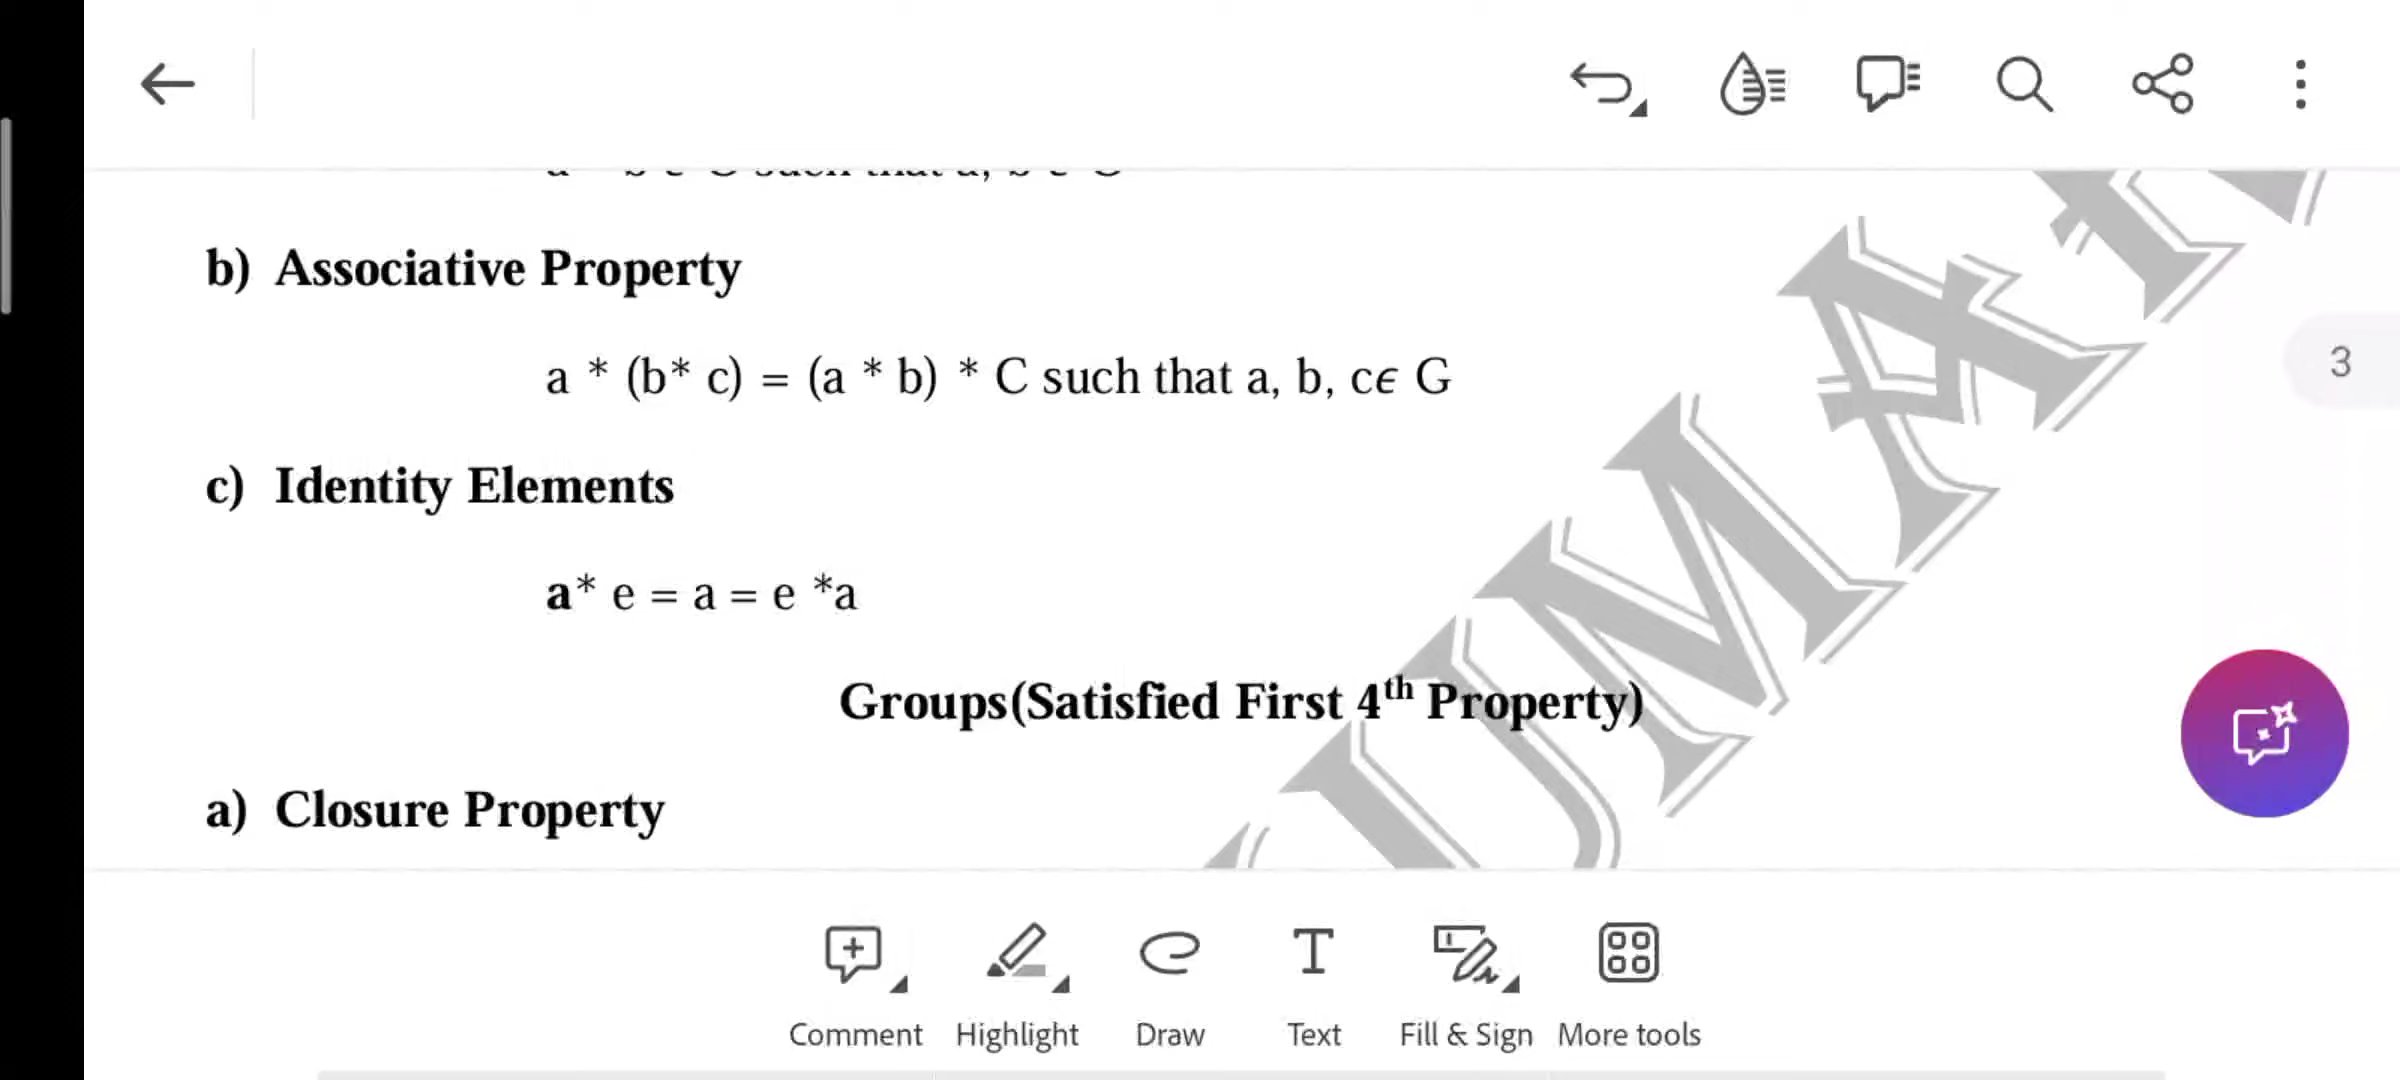 b) Associative Property
a * (b* c) = (a * b) * C such that a, b, cϵ G
3
c) Identity Elements
a* e = a = e *a
Groups(Satisfied First 4th Property)
a) Closure Property
Comment Highlight Draw Text Fill & Sign More tools